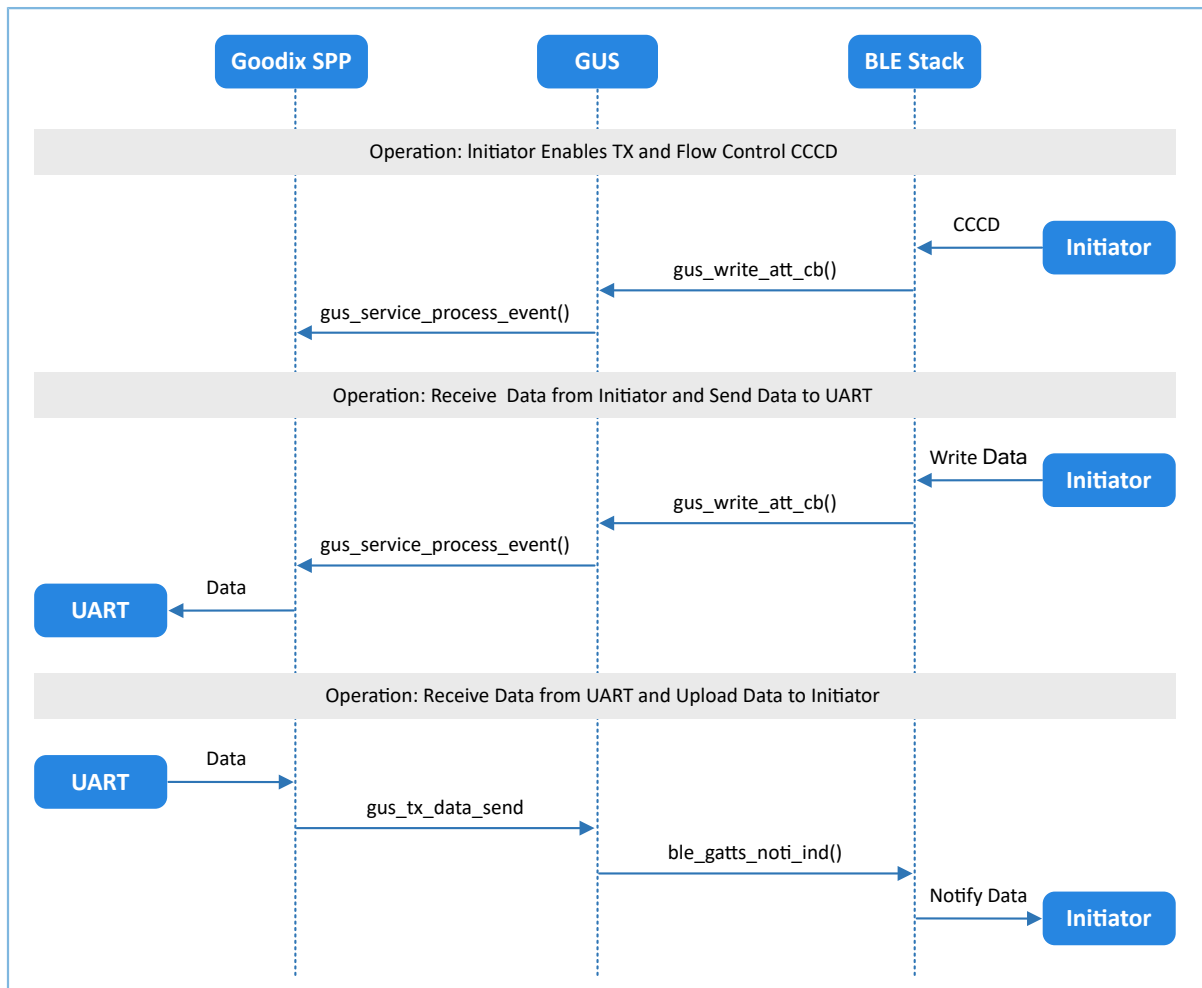 Goodix SPP
GUS
BLE Stack
Operation: Initiator Enables TX and Flow Control CCCD
CCCD
Initiator
gus_write_att_cb()
gus_service_process_event()
Operation: Receive  Data from Initiator and Send Data to UART
Write Data
Initiator
gus_write_att_cb()
gus_service_process_event()
Data
UART
Operation: Receive Data from UART and Upload Data to Initiator
Data
UART
gus_tx_data_send
ble_gatts_noti_ind()
Notify Data
Initiator